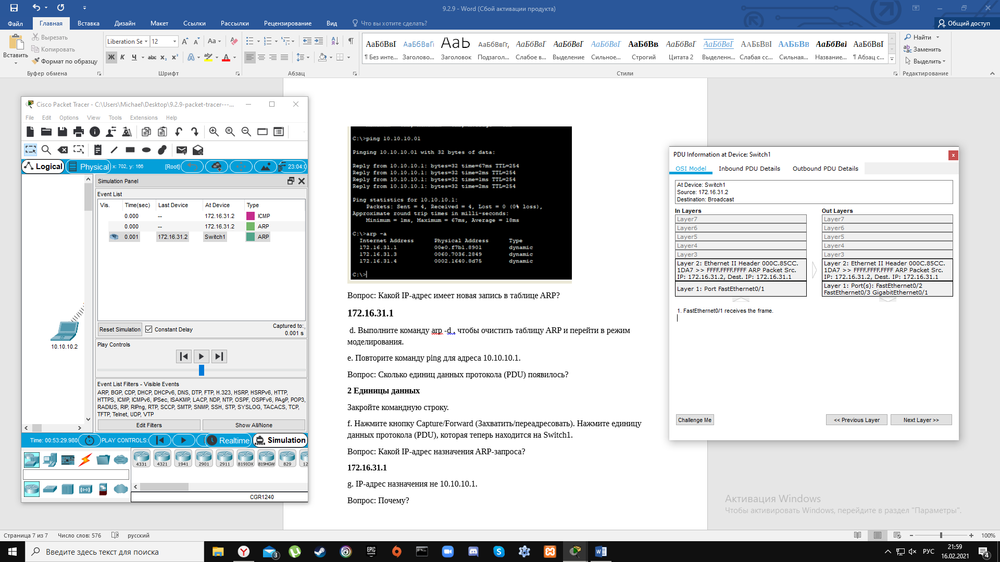 9.2.9 - Word (Сбой активации продукта)
Файл Главная Вставка Дизайн Макет Ссылки Рассылки Рецензирование Вид Что вы хотите сделать? Общий доступ
Вставить
Вырезать
Копировать
Формат по образцу
Буфер обмена
Liberation Se 12
Шрифт
Абзац
¶ Без инте... Заголово... Заголовок Подзагол... Слабое в... Выделение Сильное... Строгий Цитата 2 Выделенн... Слабая сс... Сильная... Название... ¶ Абзац с...
Стили
Найти
Заменить
Выделить
Редактирование
Cisco Packet Tracer - C:\Users\Michael\Desktop\9.2.9-packet-tracer---...
File Edit Options View Tools Extensions Help
Logical Physical x: 702, y: 166 [Root] 23:04:0
10.10.10.2
Simulation Panel
Event List
Vis. Time(sec) Last Device At Device Type
0.000 -- 172.16.31.2 ICMP
0.000 -- 172.16.31.2 ARP
0.001 172.16.31.2 Switch1 ARP
Reset Simulation Constant Delay Captured to:
0.001 s
Play Controls
Event List Filters - Visible Events
ARP, BGP, CDP, DHCP, DHCPv6, DNS, DTP, FTP, H.323, HSRP, HSRPv6, HTTP,
HTTPS, ICMP, ICMPv6, IPSec, ISAKMP, LACP, NDP, NTP, OSPF, OSPFv6, PAgP, POP3,
RADIUS, RIP, RIPng, RTP, SCCP, SMTP, SNMP, SSH, STP, SYSLOG, TACACS, TCP,
TFTP, Telnet, UDP, VTP
Edit Filters Show All/None
Time: 00:53:29.980 PLAY CONTROLS: Realtime Simulation
4331 4321 1941 2901 2911 819IOX 819HGW 829 12
CGR1240
C:\>ping 10.10.10.01
Pinging 10.10.10.01 with 32 bytes of data:
Reply from 10.10.10.1: bytes=32 time=67ms TTL=254
Reply from 10.10.10.1: bytes=32 time=2ms TTL=254
Reply from 10.10.10.1: bytes=32 time=1ms TTL=254
Reply from 10.10.10.1: bytes=32 time=2ms TTL=254
Ping statistics for 10.10.10.1:
Packets: Sent = 4, Received = 4, Lost = 0 (0% loss),
Approximate round trip times in milli-seconds:
Minimum = 1ms, Maximum = 67ms, Average = 18ms
C:\>arp -a
Internet Address Physical Address Type
172.16.31.1 00e0.f7b1.8901 dynamic
172.16.31.3 0060.7036.2849 dynamic
172.16.31.4 0002.1640.8d75 dynamic
C:\>
Вопрос: Какой IP-адрес имеет новая запись в таблице ARP?
172.16.31.1
d. Выполните команду arp -d , чтобы очистить таблицу ARP и перейти в режим
моделирования.
e. Повторите команду ping для адреса 10.10.10.1.
Вопрос: Сколько единиц данных протокола (PDU) появилось?
2 Единицы данных
Закройте командную строку.
f. Нажмите кнопку Capture/Forward (Захватить/переадресовать). Нажмите единицу
данных протокола (PDU), которая теперь находится на Switch1.
Вопрос: Какой IP-адрес назначения ARP-запроса?
172.16.31.1
g. IP-адрес назначения не 10.10.10.1.
Вопрос: Почему?
PDU Information at Device: Switch1
OSI Model Inbound PDU Details Outbound PDU Details
At Device: Switch1
Source: 172.16.31.2
Destination: Broadcast
In Layers Out Layers
Layer7 Layer7
Layer6 Layer6
Layer5 Layer5
Layer4 Layer4
Layer3 Layer3
Layer 2: Ethernet II Header 000C.85CC. Layer 2: Ethernet II Header 000C.85CC.
1DA7 >> FFFF.FFFF.FFFF ARP Packet Src. 1DA7 >> FFFF.FFFF.FFFF ARP Packet Src.
IP: 172.16.31.2, Dest. IP: 172.16.31.1 IP: 172.16.31.2, Dest. IP: 172.16.31.1
Layer 1: Port FastEthernet0/1 Layer 1: Port(s): FastEthernet0/2
FastEthernet0/3 GigabitEthernet0/1
1. FastEthernet0/1 receives the frame.
Challenge Me << Previous Layer Next Layer >>
Активация Windows
Чтобы активировать Windows, перейдите в раздел "Параметры".
Страница 7 из 7 Число слов: 576 русский 100%
Введите здесь текст для поиска
3
EPIC GAMES
РУС
21:59
16.02.2021
4